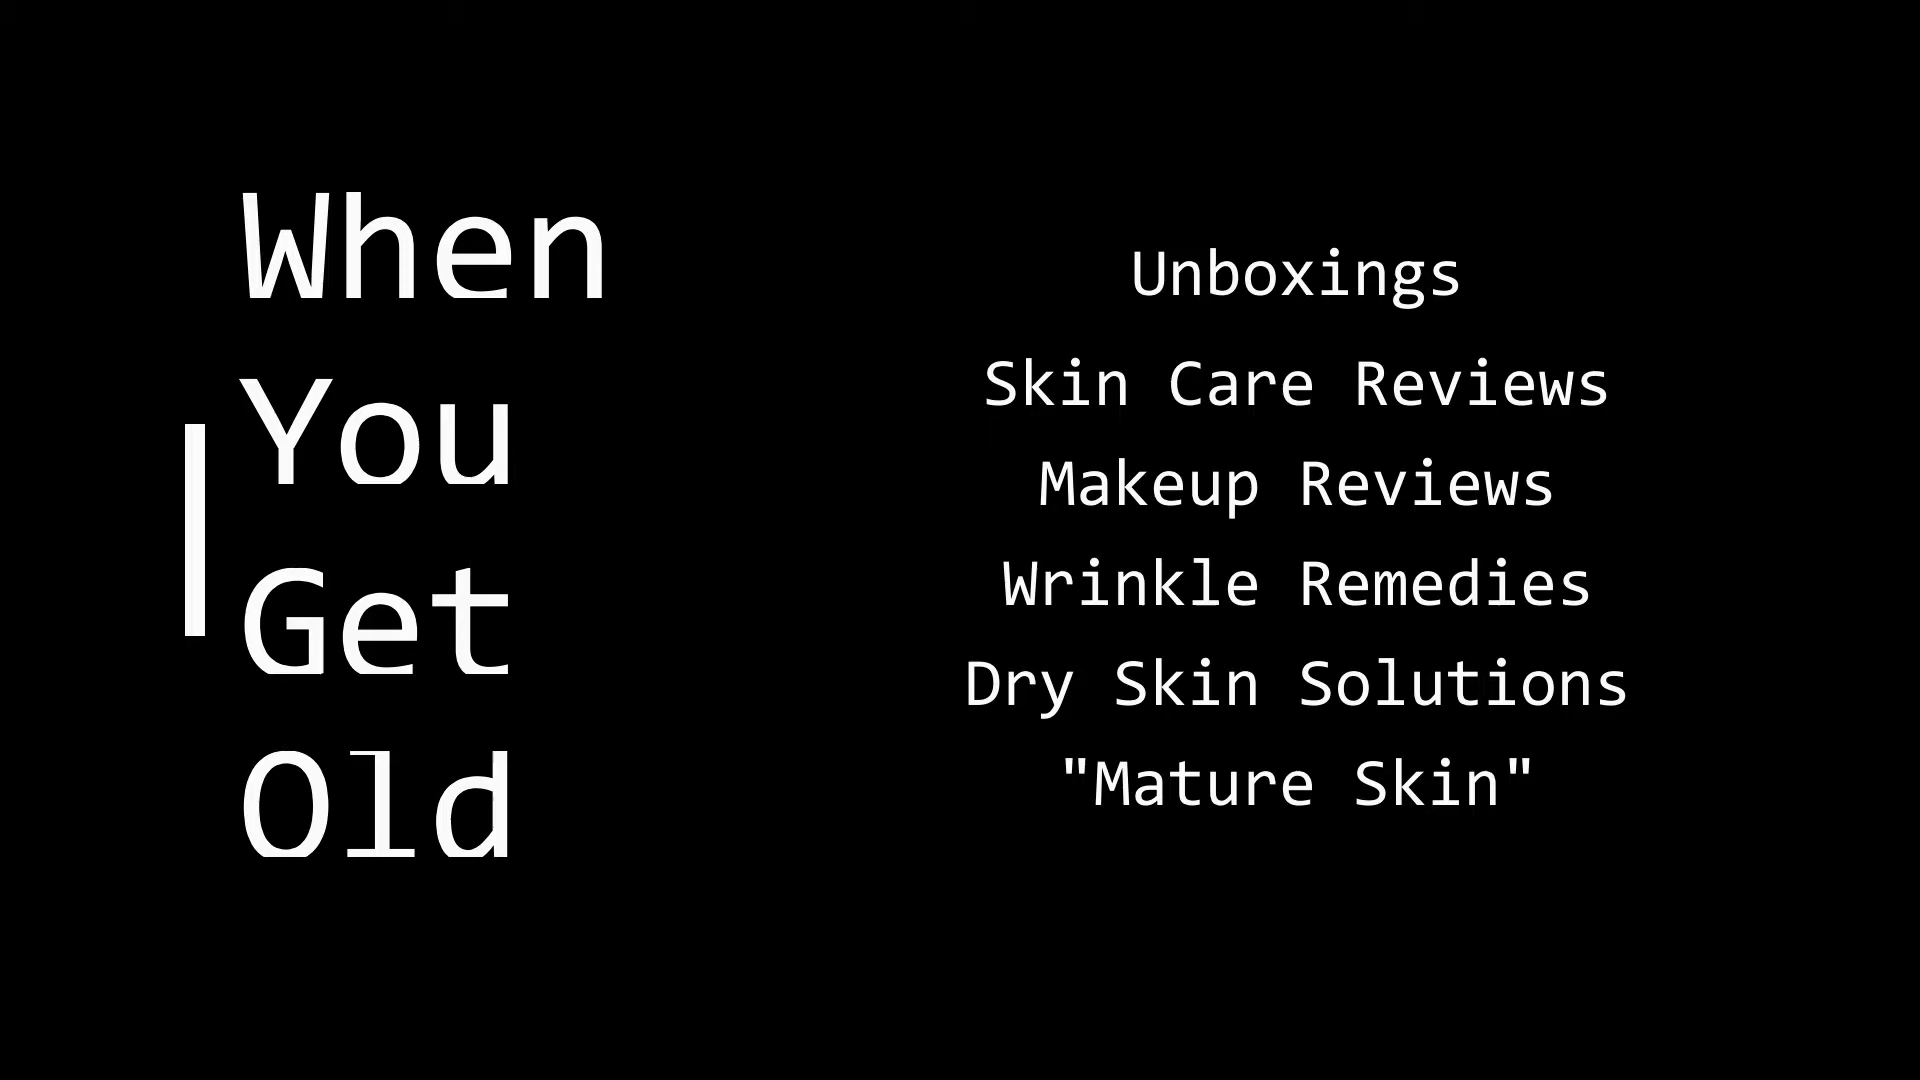 When
You
Get
Old
Unboxings
Skin Care Reviews
Makeup Reviews
Wrinkle Remedies
Dry Skin Solutions
"Mature Skin"